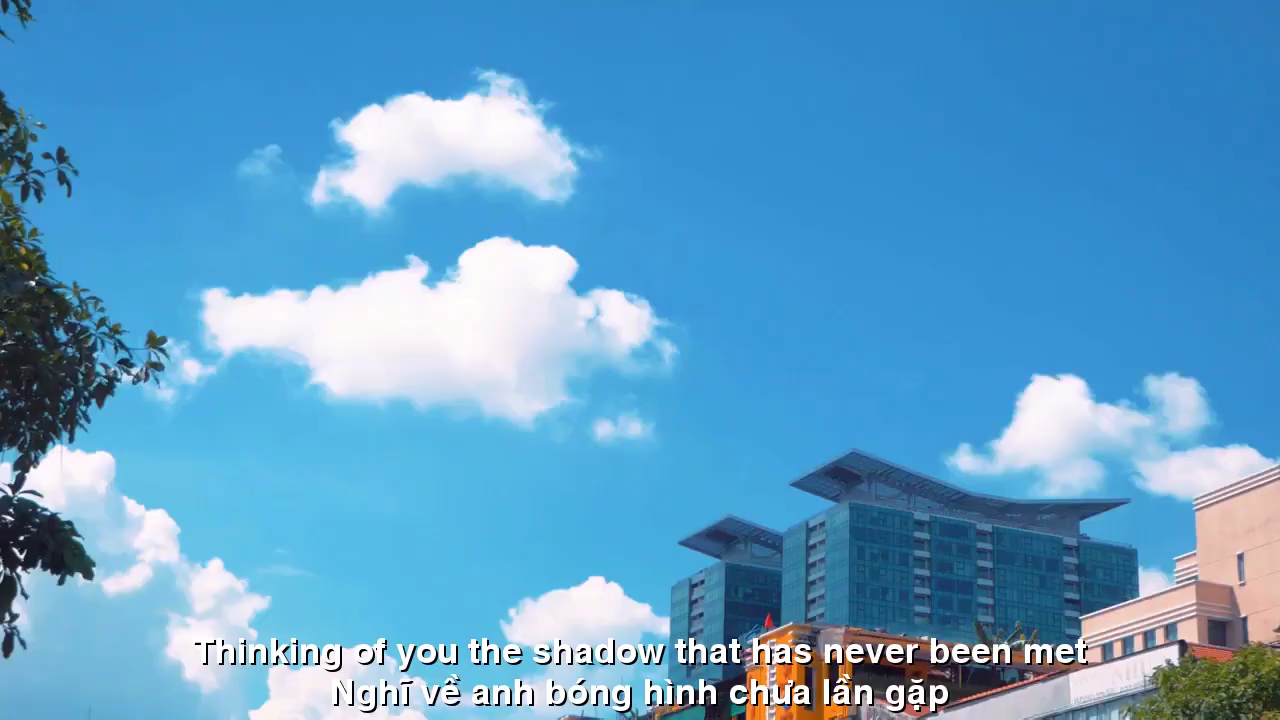 Thinking of you the shadow that has never been met
Nghĩ về anh bóng hình chưa lần gặp